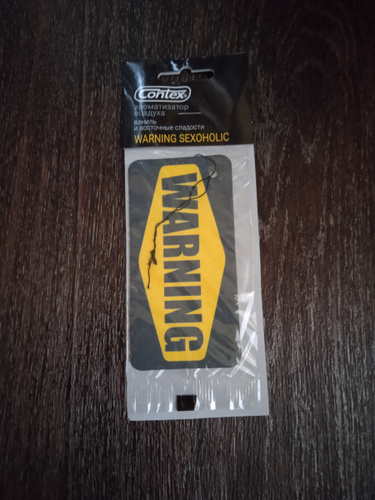 Contex
ароматизатор
воздуха
ваниль
и восточные сладости
WARNING SEXOHOLIC
WARNING